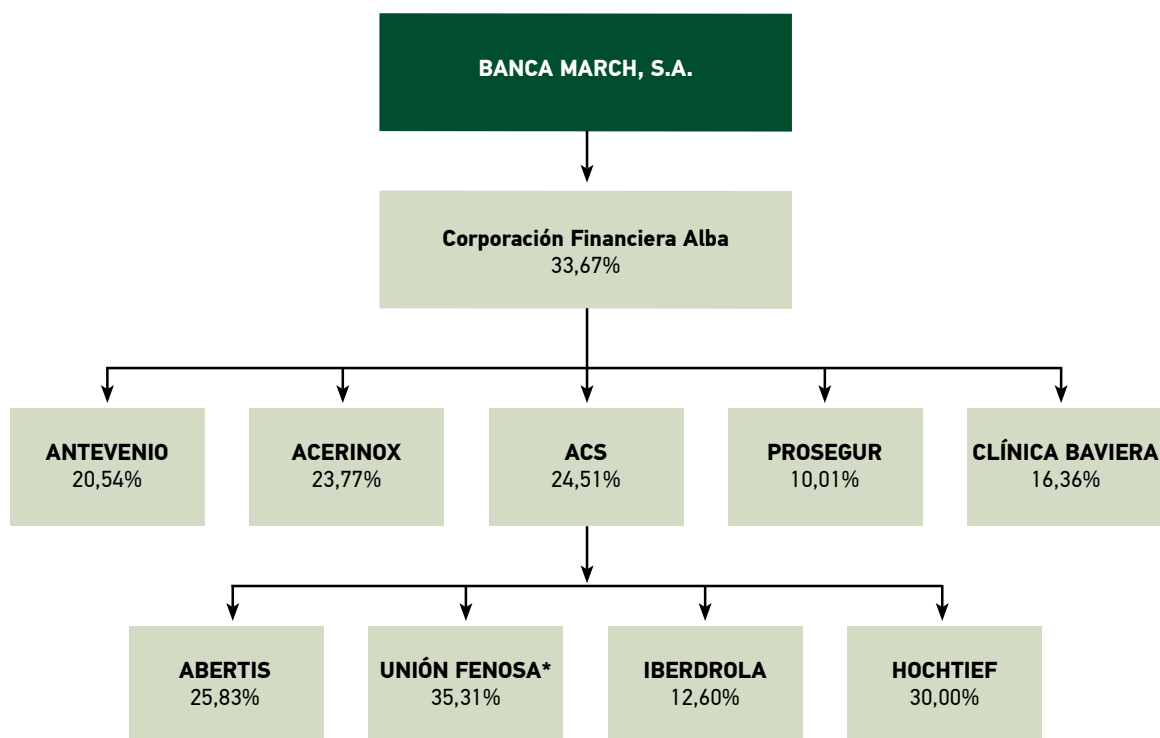 BANCA MARCH, S.A.
Corporación Financiera Alba
33,67%
ANTEVENIO
20,54%
ACERINOX
23,77%
ACS
24,51%
PROSEGUR
10,01%
CLÍNICA BAVIERA
16,36%
ABERTIS
25,83%
UNIÓN FENOSA*
35,31%
IBERDROLA
12,60%
HOCHTIEF
30,00%